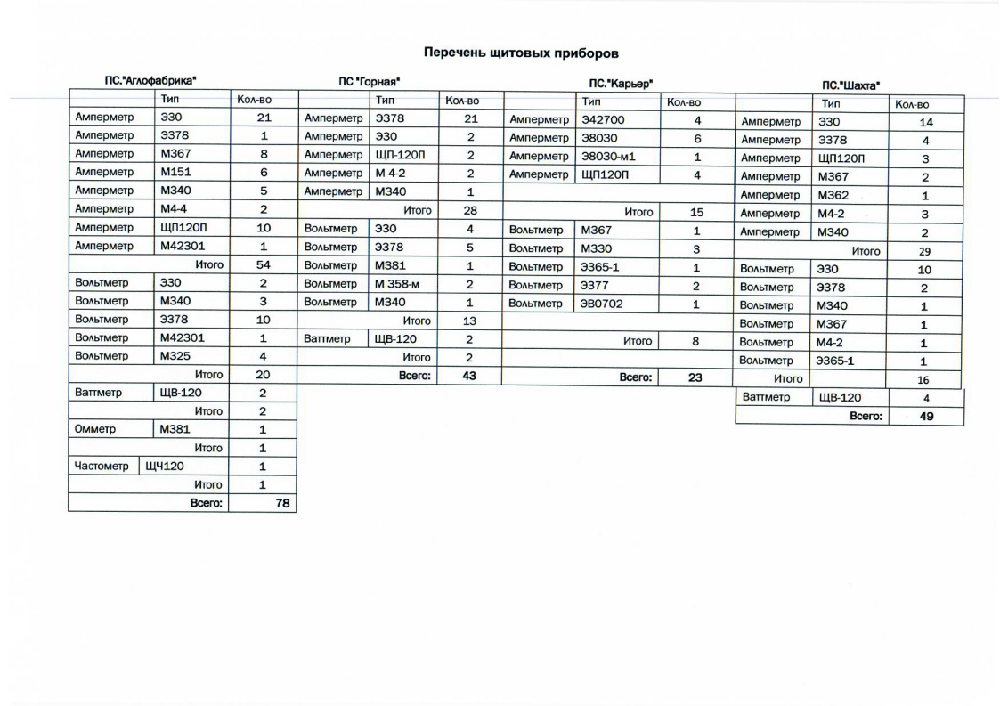 Перечень щитовых приборов
ПС."Аглофабрика" ПС "Горная" ПС."Карьер" ПС."Шахта"
Тип Кол-во Тип Кол-во Тип Кол-во Тип Кол-во
Амперметр Э30 21 Амперметр Э378 21 Амперметр Э42700 4 Амперметр Э30 14
Амперметр Э378 1 Амперметр Э30 2 Амперметр Э8030 6 Амперметр Э378 4
Амперметр М367 8 Амперметр ЩП-120П 2 Амперметр Э8030-м1 1 Амперметр ЩП120П 3
Амперметр М151 6 Амперметр М 4-2 2 Амперметр ЩП120П 4 Амперметр М367 2
Амперметр М340 5 Амперметр М340 1 Амперметр М362 1
Амперметр М4-4 2 Итого 28 Итого 15 Амперметр М4-2 3
Амперметр ЩП120П 10 Вольтметр Э30 4 Вольтметр М367 1 Амперметр М340 2
Амперметр М42301 1 Вольтметр Э378 5 Вольтметр М330 3 Итого 29
Итого 54 Вольтметр М381 1 Вольтметр Э365-1 1 Вольтметр Э30 10
Вольтметр Э30 2 Вольтметр М 358-м 2 Вольтметр Э377 2 Вольтметр Э378 2
Вольтметр М340 3 Вольтметр М340 1 Вольтметр ЭВ0702 1 Вольтметр М340 1
Вольтметр Э378 10 Итого 13 Вольтметр М367 1
Вольтметр М42301 1 Ваттметр ЩВ-120 2 Итого 8 Вольтметр М4-2 1
Вольтметр М325 4 Итого 2 Вольтметр Э365-1 1
Итого 20 Всего: 43 Всего: 23 Итого 16
Ваттметр ЩВ-120 2 Ваттметр ЩВ-120 4
Итого 2 Всего: 49
Омметр М381 1
Итого 1
Частометр ЩЧ120 1
Итого 1
Всего: 78